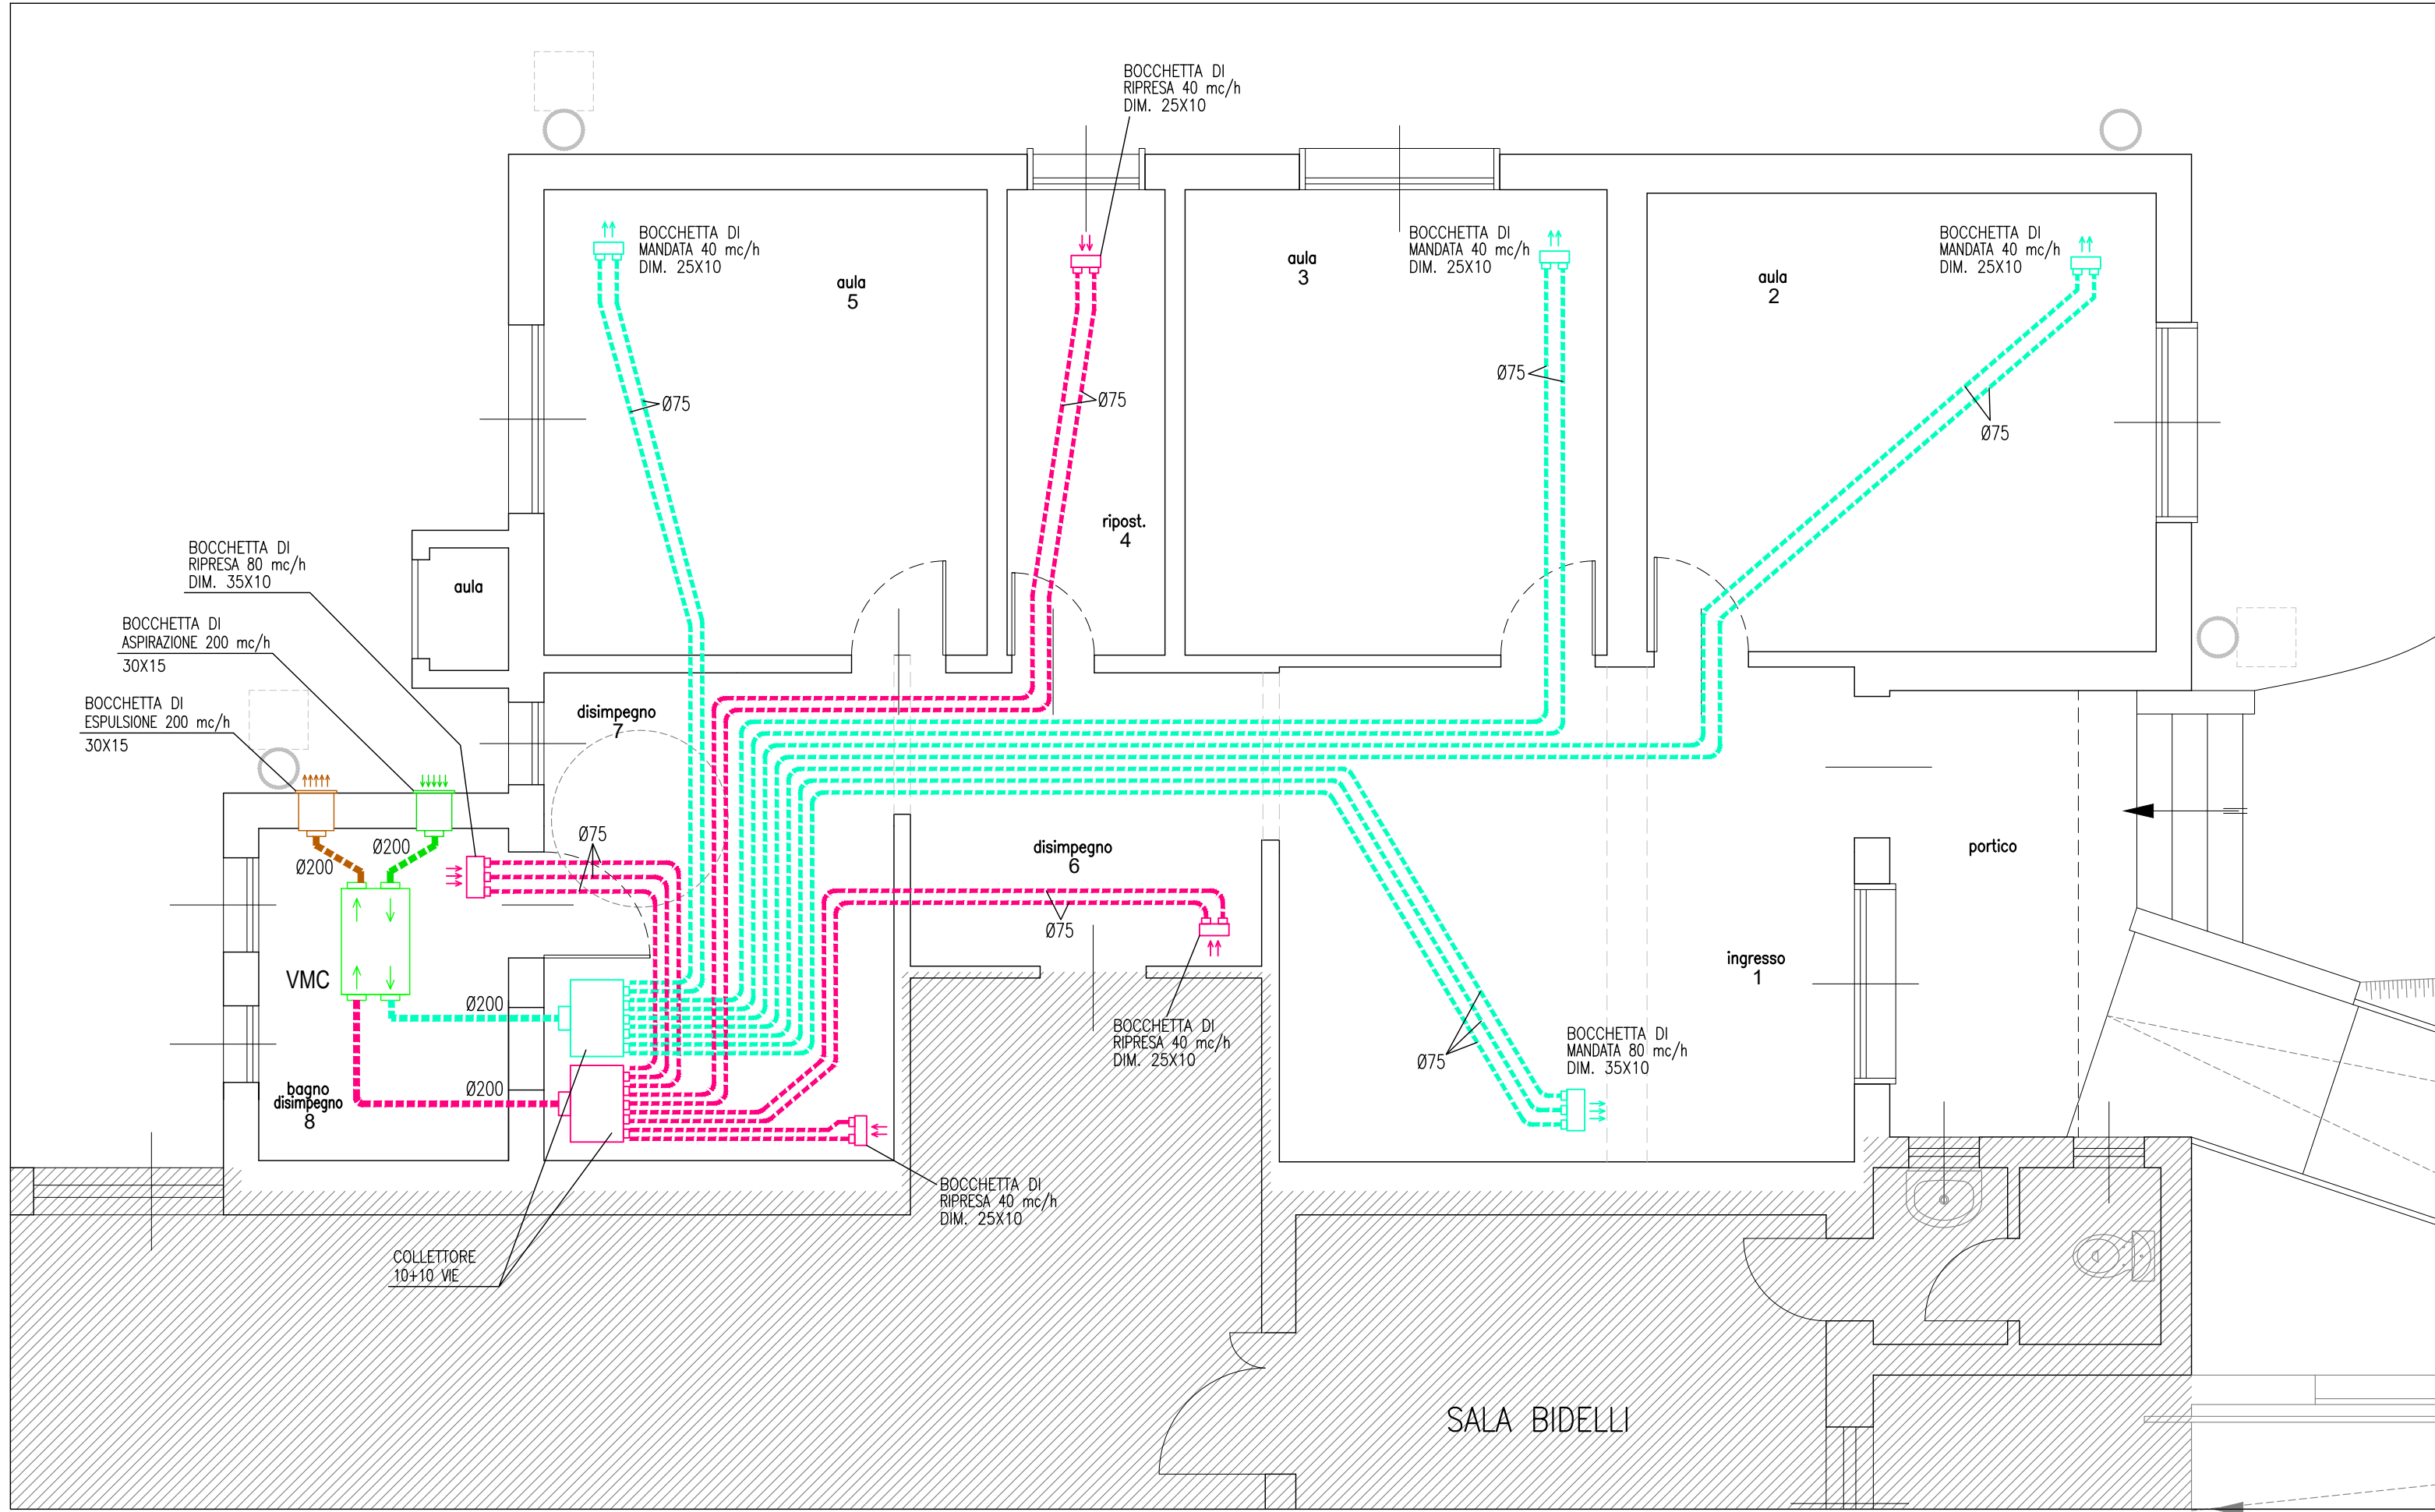 BOCCHETTA DI
RIPRESA 40 mc/h
DIM. 25X10
BOCCHETTA DI
MANDATA 40 mc/h
DIM. 25X10
BOCCHETTA DI
MANDATA 40 mc/h
DIM. 25X10
BOCCHETTA DI
MANDATA 40 mc/h
DIM. 25X10
aula
5
aula
3
aula
2
Ø75
Ø75
Ø75
Ø75
ripost.
4
BOCCHETTA DI
RIPRESA 80 mc/h
DIM. 35X10
aula
BOCCHETTA DI
ASPIRAZIONE 200 mc/h
30X15
BOCCHETTA DI
ESPULSIONE 200 mc/h
30X15
disimpegno
7
Ø75
Ø200
Ø200
disimpegno
6
portico
Ø75
ingresso
1
VMC
Ø200
BOCCHETTA DI
RIPRESA 40 mc/h
DIM. 25X10
BOCCHETTA DI
MANDATA 80 mc/h
DIM. 35X10
Ø75
Ø200
bagno
disimpegno
8
BOCCHETTA DI
RIPRESA 40 mc/h
DIM. 25X10
COLLETTORE
10+10 VIE
SALA BIDELLI